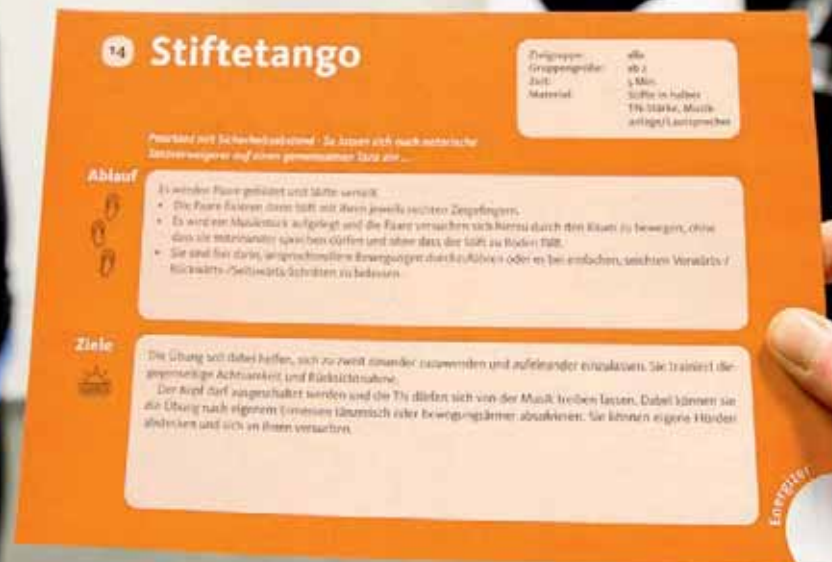 14 Stiftetango
Zielgruppe: alle
Gruppengröße: ab 2
Zeit: 5 Min.
Material: Stifte in halber
TN-Stärke, Musik-
anlage/Lautsprecher
Paartanz mit Sicherheitsabstand - So lassen sich auch notorische
Tanzverweigerer auf einen gemeinsamen Tanz ein ...
Ablauf
Es werden Paare gebildet und Stifte verteilt.
• Die Paare fixieren ihren Stift mit ihren jeweils rechten Zeigefingern.
• Es wird ein Musikstück aufgelegt und die Paare versuchen sich hierzu durch den Raum zu bewegen, ohne
dass sie miteinander sprechen dürfen und ohne dass der Stift zu Boden fällt.
• Sie sind frei darin, anspruchsvollere Bewegungen durchzuführen oder es bei einfachen, seichten Vorwärts-/
Rückwärts-/Seitwärts-Schritten zu belassen.
Ziele
Die Übung soll dabei helfen, sich zu zweit einander zuzuwenden und aufeinander einzulassen. Sie trainiert die
gegenseitige Achtsamkeit und Rücksichtnahme.
Der Kopf darf ausgeschaltet werden und die TN dürfen sich von der Musik treiben lassen. Dabei können sie
die Übung nach eigenem Ermessen tänzerisch oder bewegungsärmer absolvieren. Sie können eigene Hürden
abstecken und sich an ihnen versuchen.
Energizer